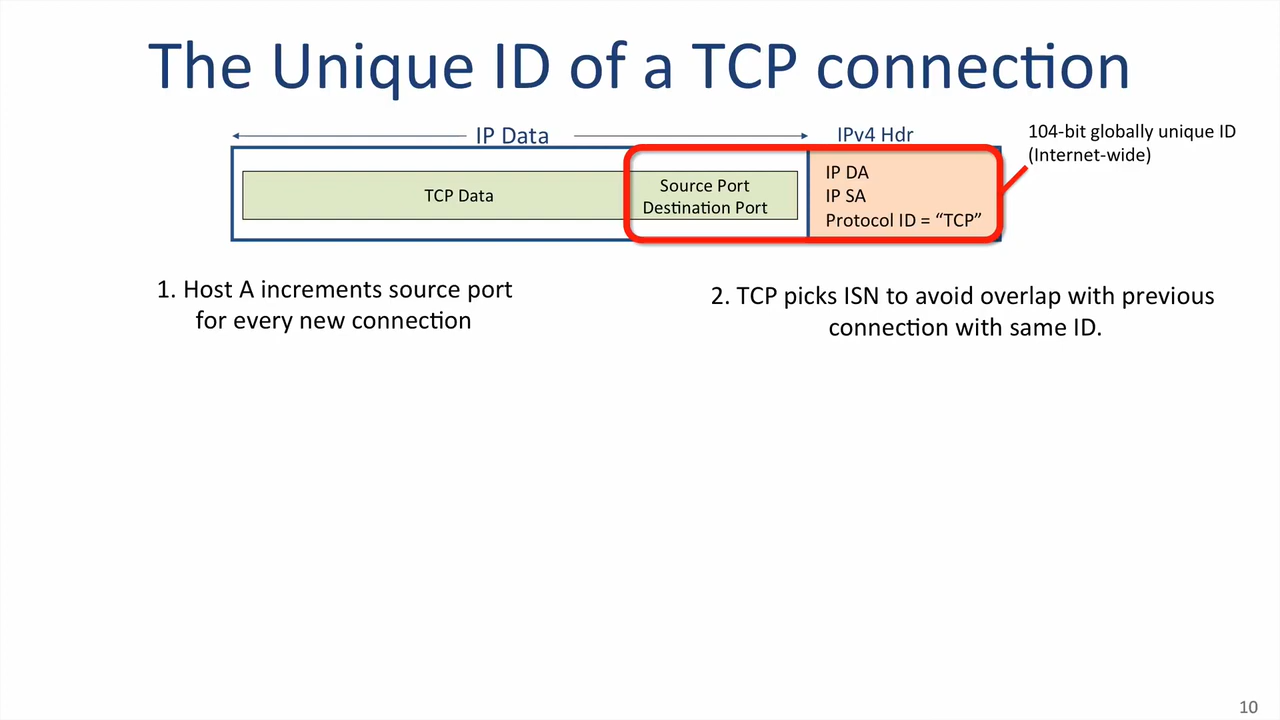 The Unique ID of a TCP connection
IP Data
IPv4 Hdr
104-bit globally unique ID
(Internet-wide)
TCP Data
Source Port
Destination Port
IP DA
IP SA
Protocol ID = “TCP”
1. Host A increments source port
for every new connection
2. TCP picks ISN to avoid overlap with previous
connection with same ID.
10